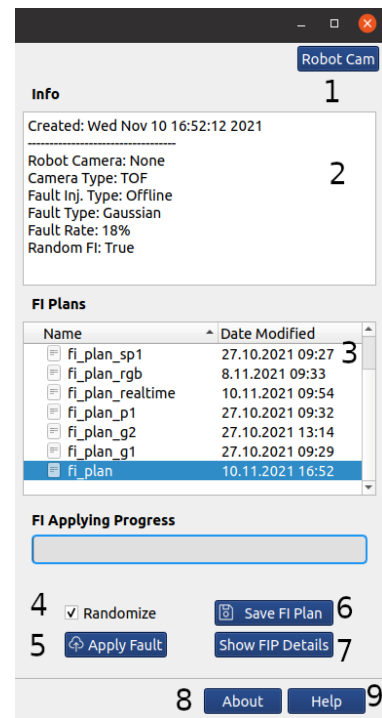 Robot Cam
1
Info
Created: Wed Nov 10 16:52:12 2021
------------------------------------
Robot Camera: None
Camera Type: TOF
2
Fault Inj. Type: Offline
Fault Type: Gaussian
Fault Rate: 18%
Random FI: True
FI Plans
Name Date Modified
fi_plan_sp1 27.10.2021 09:27 3
fi_plan_rgb 8.11.2021 09:33
fi_plan_realtime 10.11.2021 09:54
fi_plan_p1 27.10.2021 09:32
fi_plan_g2 27.10.2021 13:14
fi_plan_g1 27.10.2021 09:29
fi_plan 10.11.2021 16:52
FI Applying Progress
4 Randomize Save FI Plan 6
5 Apply Fault Show FIP Details 7
8 About Help 9